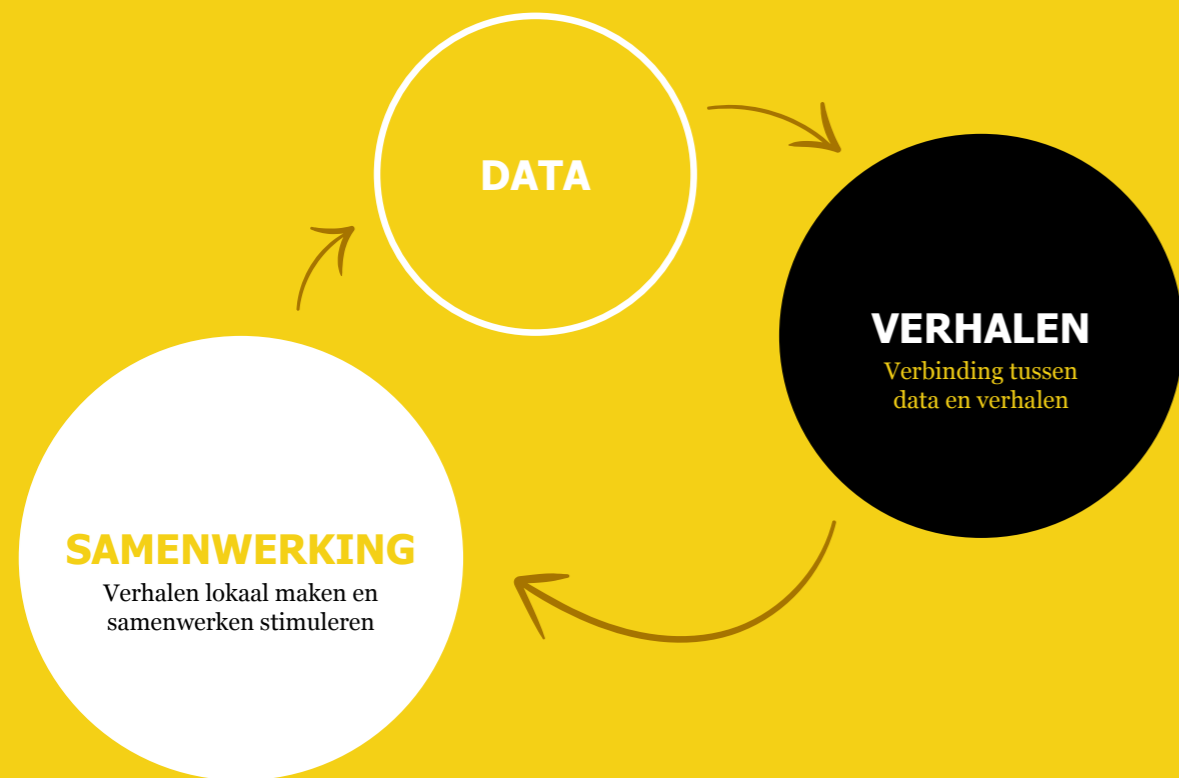 DATA
VERHALEN
Verbinding tussen
data en verhalen
SAMENWERKING
Verhalen lokaal maken en
samenwerken stimuleren